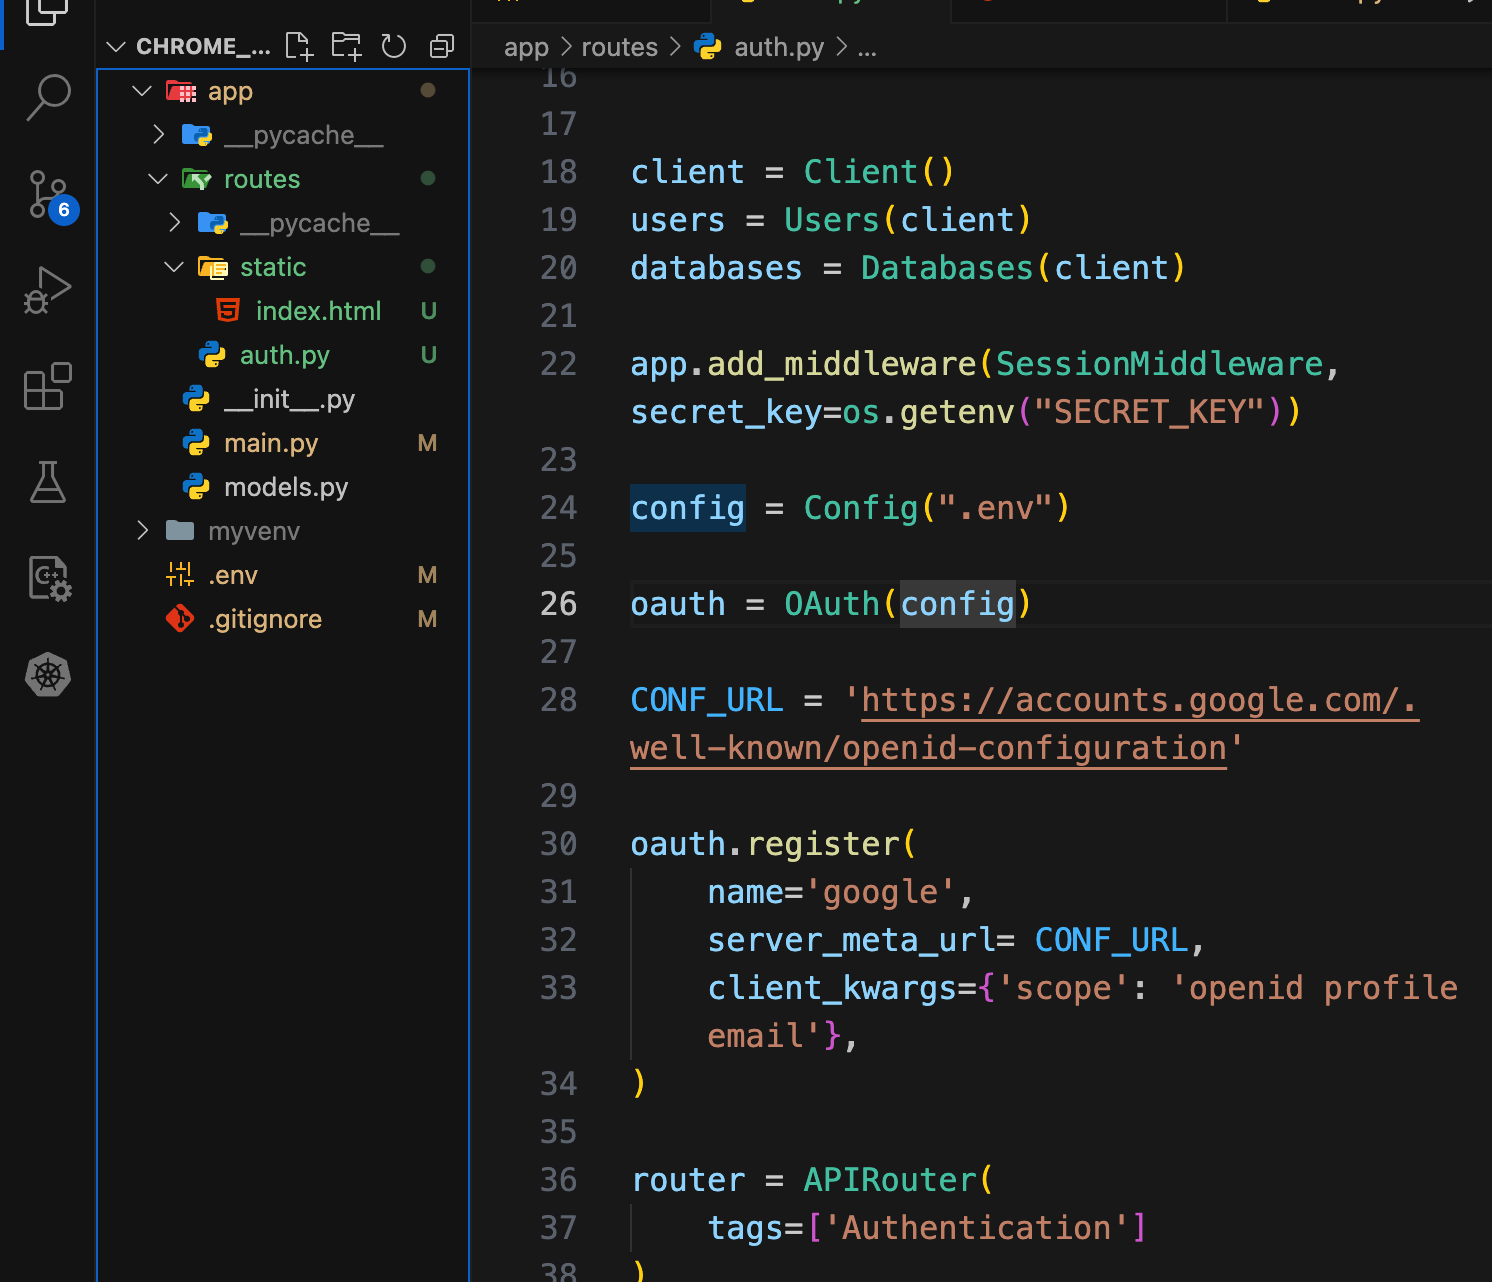 CHROME_...
app
__pycache__
routes
__pycache__
static
index.html U
auth.py U
__init__.py
main.py M
models.py
myvenv
.env M
.gitignore M
6
app > routes > auth.py > ...
16
17
18 client = Client()
19 users = Users(client)
20 databases = Databases(client)
21
22 app.add_middleware(SessionMiddleware,
secret_key=os.getenv("SECRET_KEY"))
23
24 config = Config(".env")
25
26 oauth = OAuth(config)
27
28 CONF_URL = 'https://accounts.google.com/.
well-known/openid-configuration'
29
30 oauth.register(
31 name='google',
32 server_meta_url= CONF_URL,
33 client_kwargs={'scope': 'openid profile
email'},
34 )
35
36 router = APIRouter(
37 tags=['Authentication']
38 )